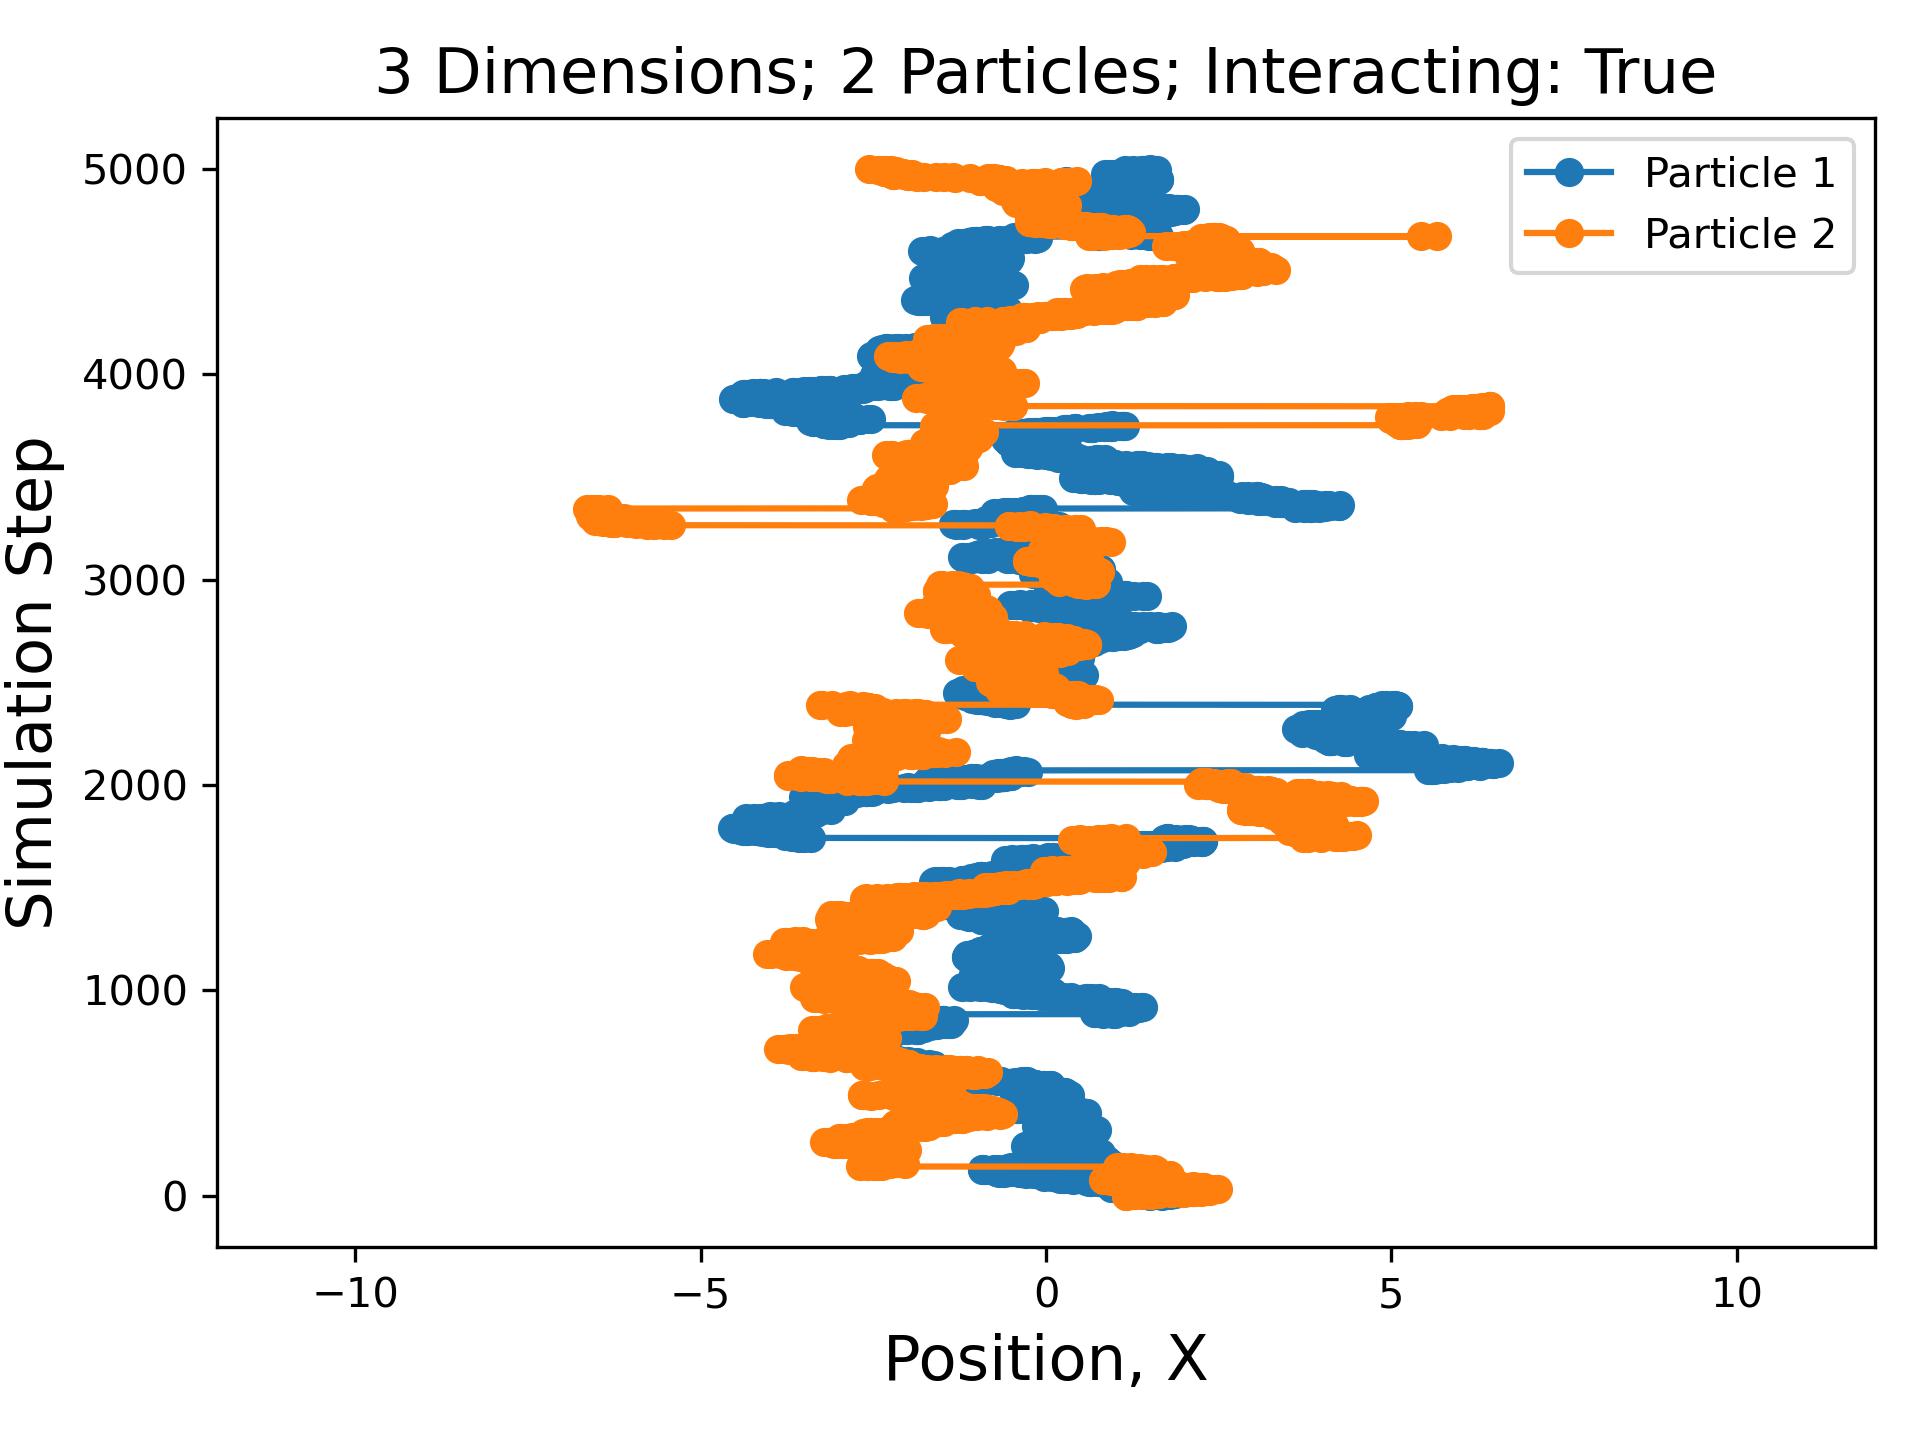 3 Dimensions; 2 Particles; Interacting: True
Particle 1
Particle 2
Simulation Step
5000
4000
3000
2000
1000
0
−10
−5
0
5
10
Position, X